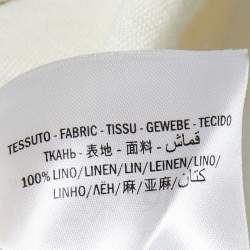 TESSUTO - FABRIC - TISSU - GEWEBE - TECIDO
ТКАНЬ - 表地 - 面料 - قماش
100% LINO/LINEN/LIN/LEINEN/LINO/
LINHO/ЛЁН/麻/亚麻/كتان